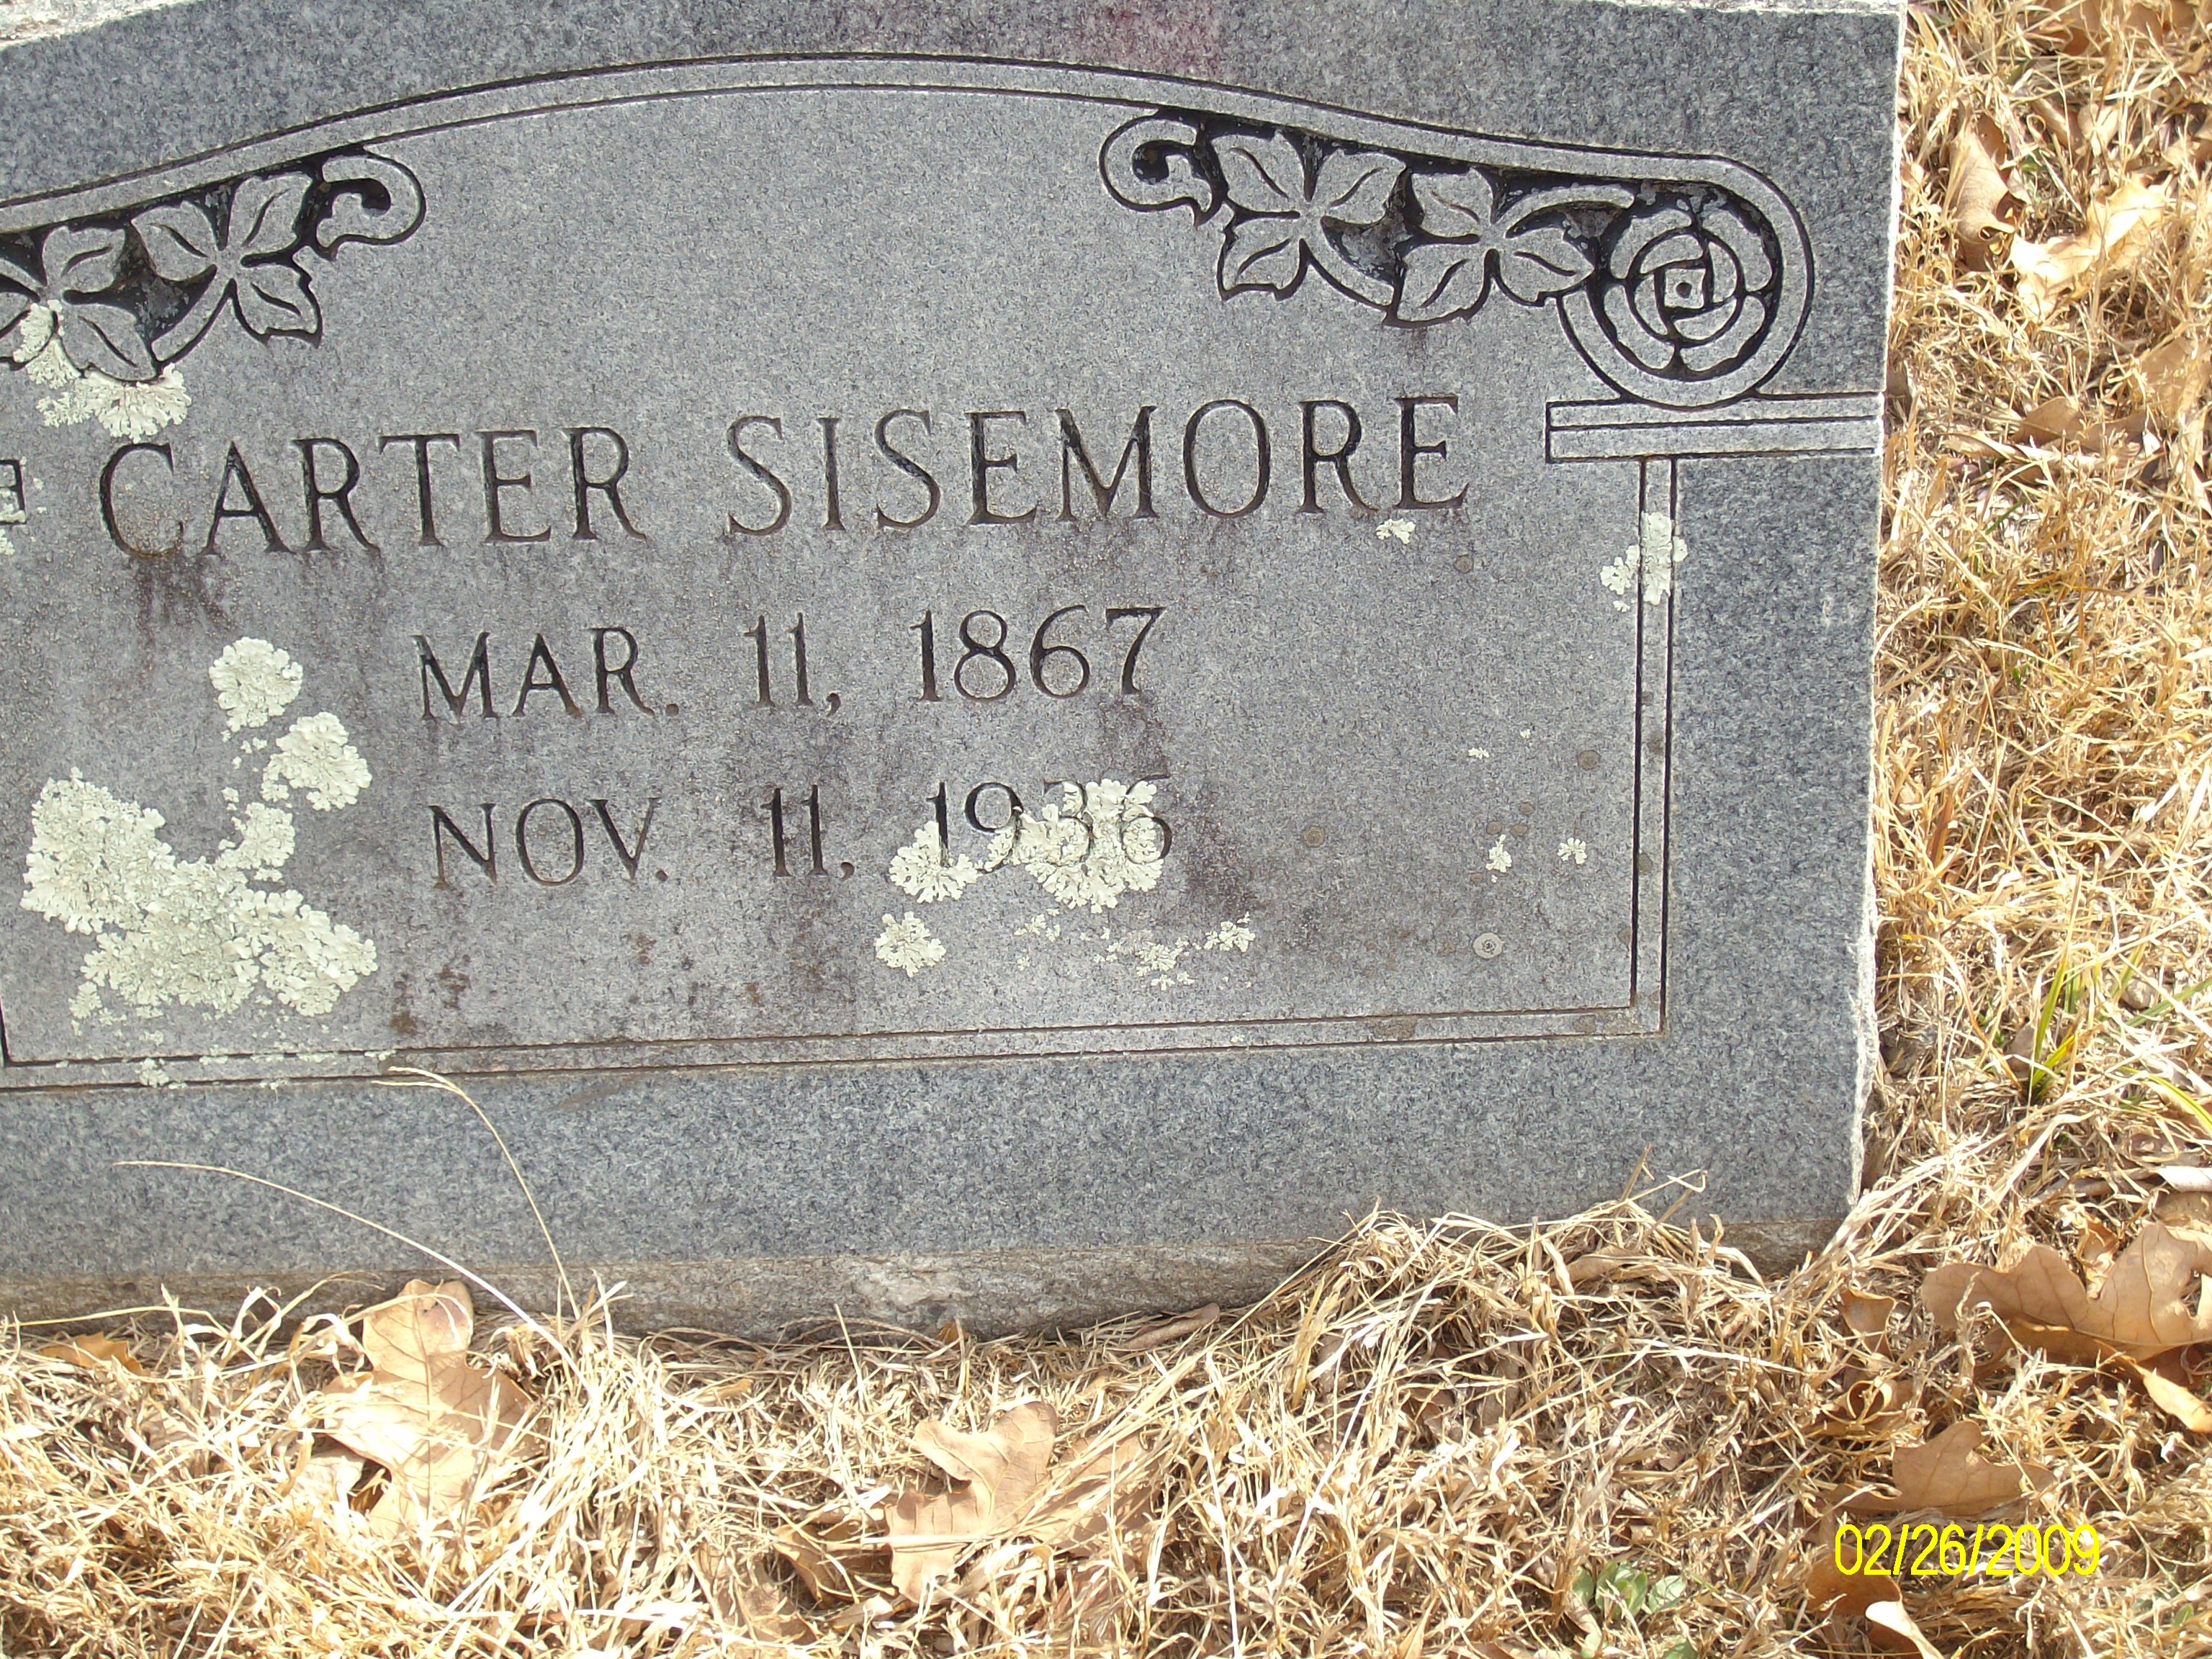 CARTER SISEMORE
MAR. 11, 1867
NOV. 11, 1936
02/26/2009